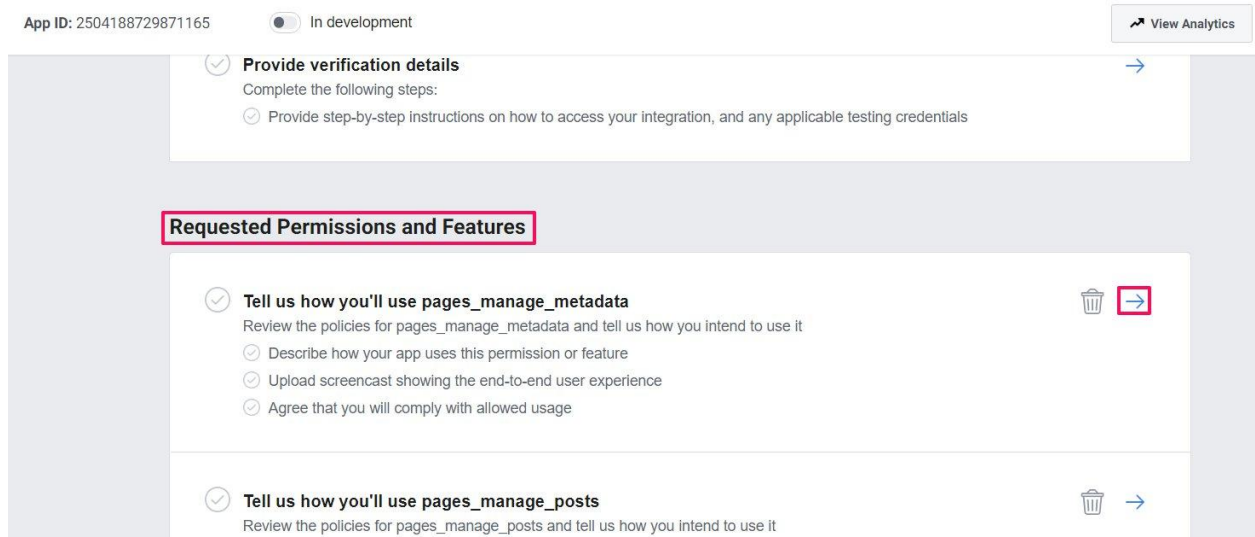 App ID: 2504188729871165
In development
View Analytics
Provide verification details
Complete the following steps:
Provide step-by-step instructions on how to access your integration, and any applicable testing credentials
Requested Permissions and Features
Tell us how you'll use pages_manage_metadata
Review the policies for pages_manage_metadata and tell us how you intend to use it
Describe how your app uses this permission or feature
Upload screencast showing the end-to-end user experience
Agree that you will comply with allowed usage
Tell us how you'll use pages_manage_posts
Review the policies for pages_manage_posts and tell us how you intend to use it